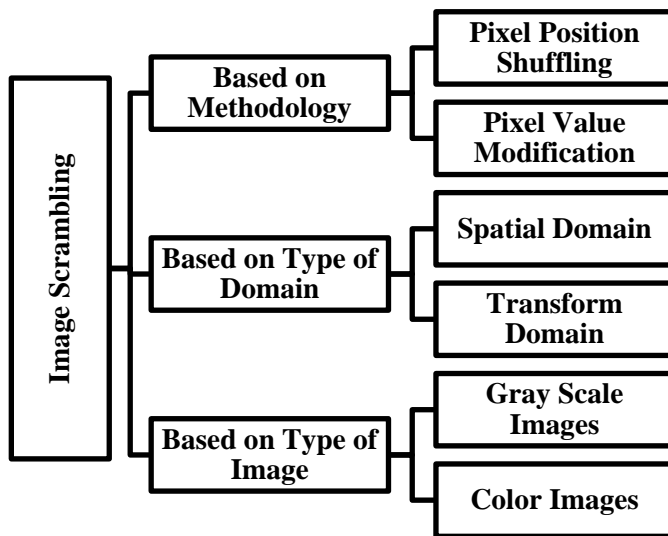 Image Scrambling
Based on
Methodology
Pixel Position
Shuffling
Pixel Value
Modification
Based on Type of
Domain
Spatial Domain
Transform
Domain
Based on Type of
Image
Gray Scale
Images
Color Images